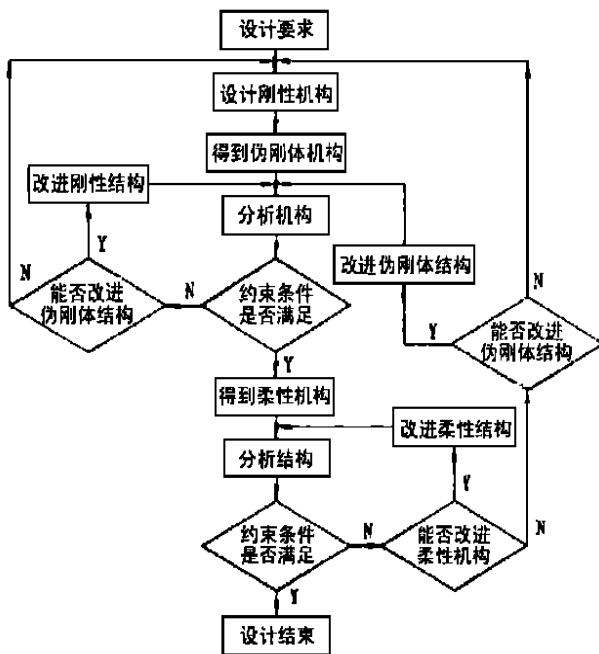 设计要求
设计刚性机构
得到伪刚体机构
改进刚性结构
分析机构
Y
改进伪刚体结构
N
N
能否改进
伪刚体结构
N
约束条件
是否满足
Y
能否改进
伪刚体结构
Y
得到柔性机构
改进柔性结构
分析结构
Y
约束条件
是否满足
N
能否改进
柔性机构
N
Y
设计结束